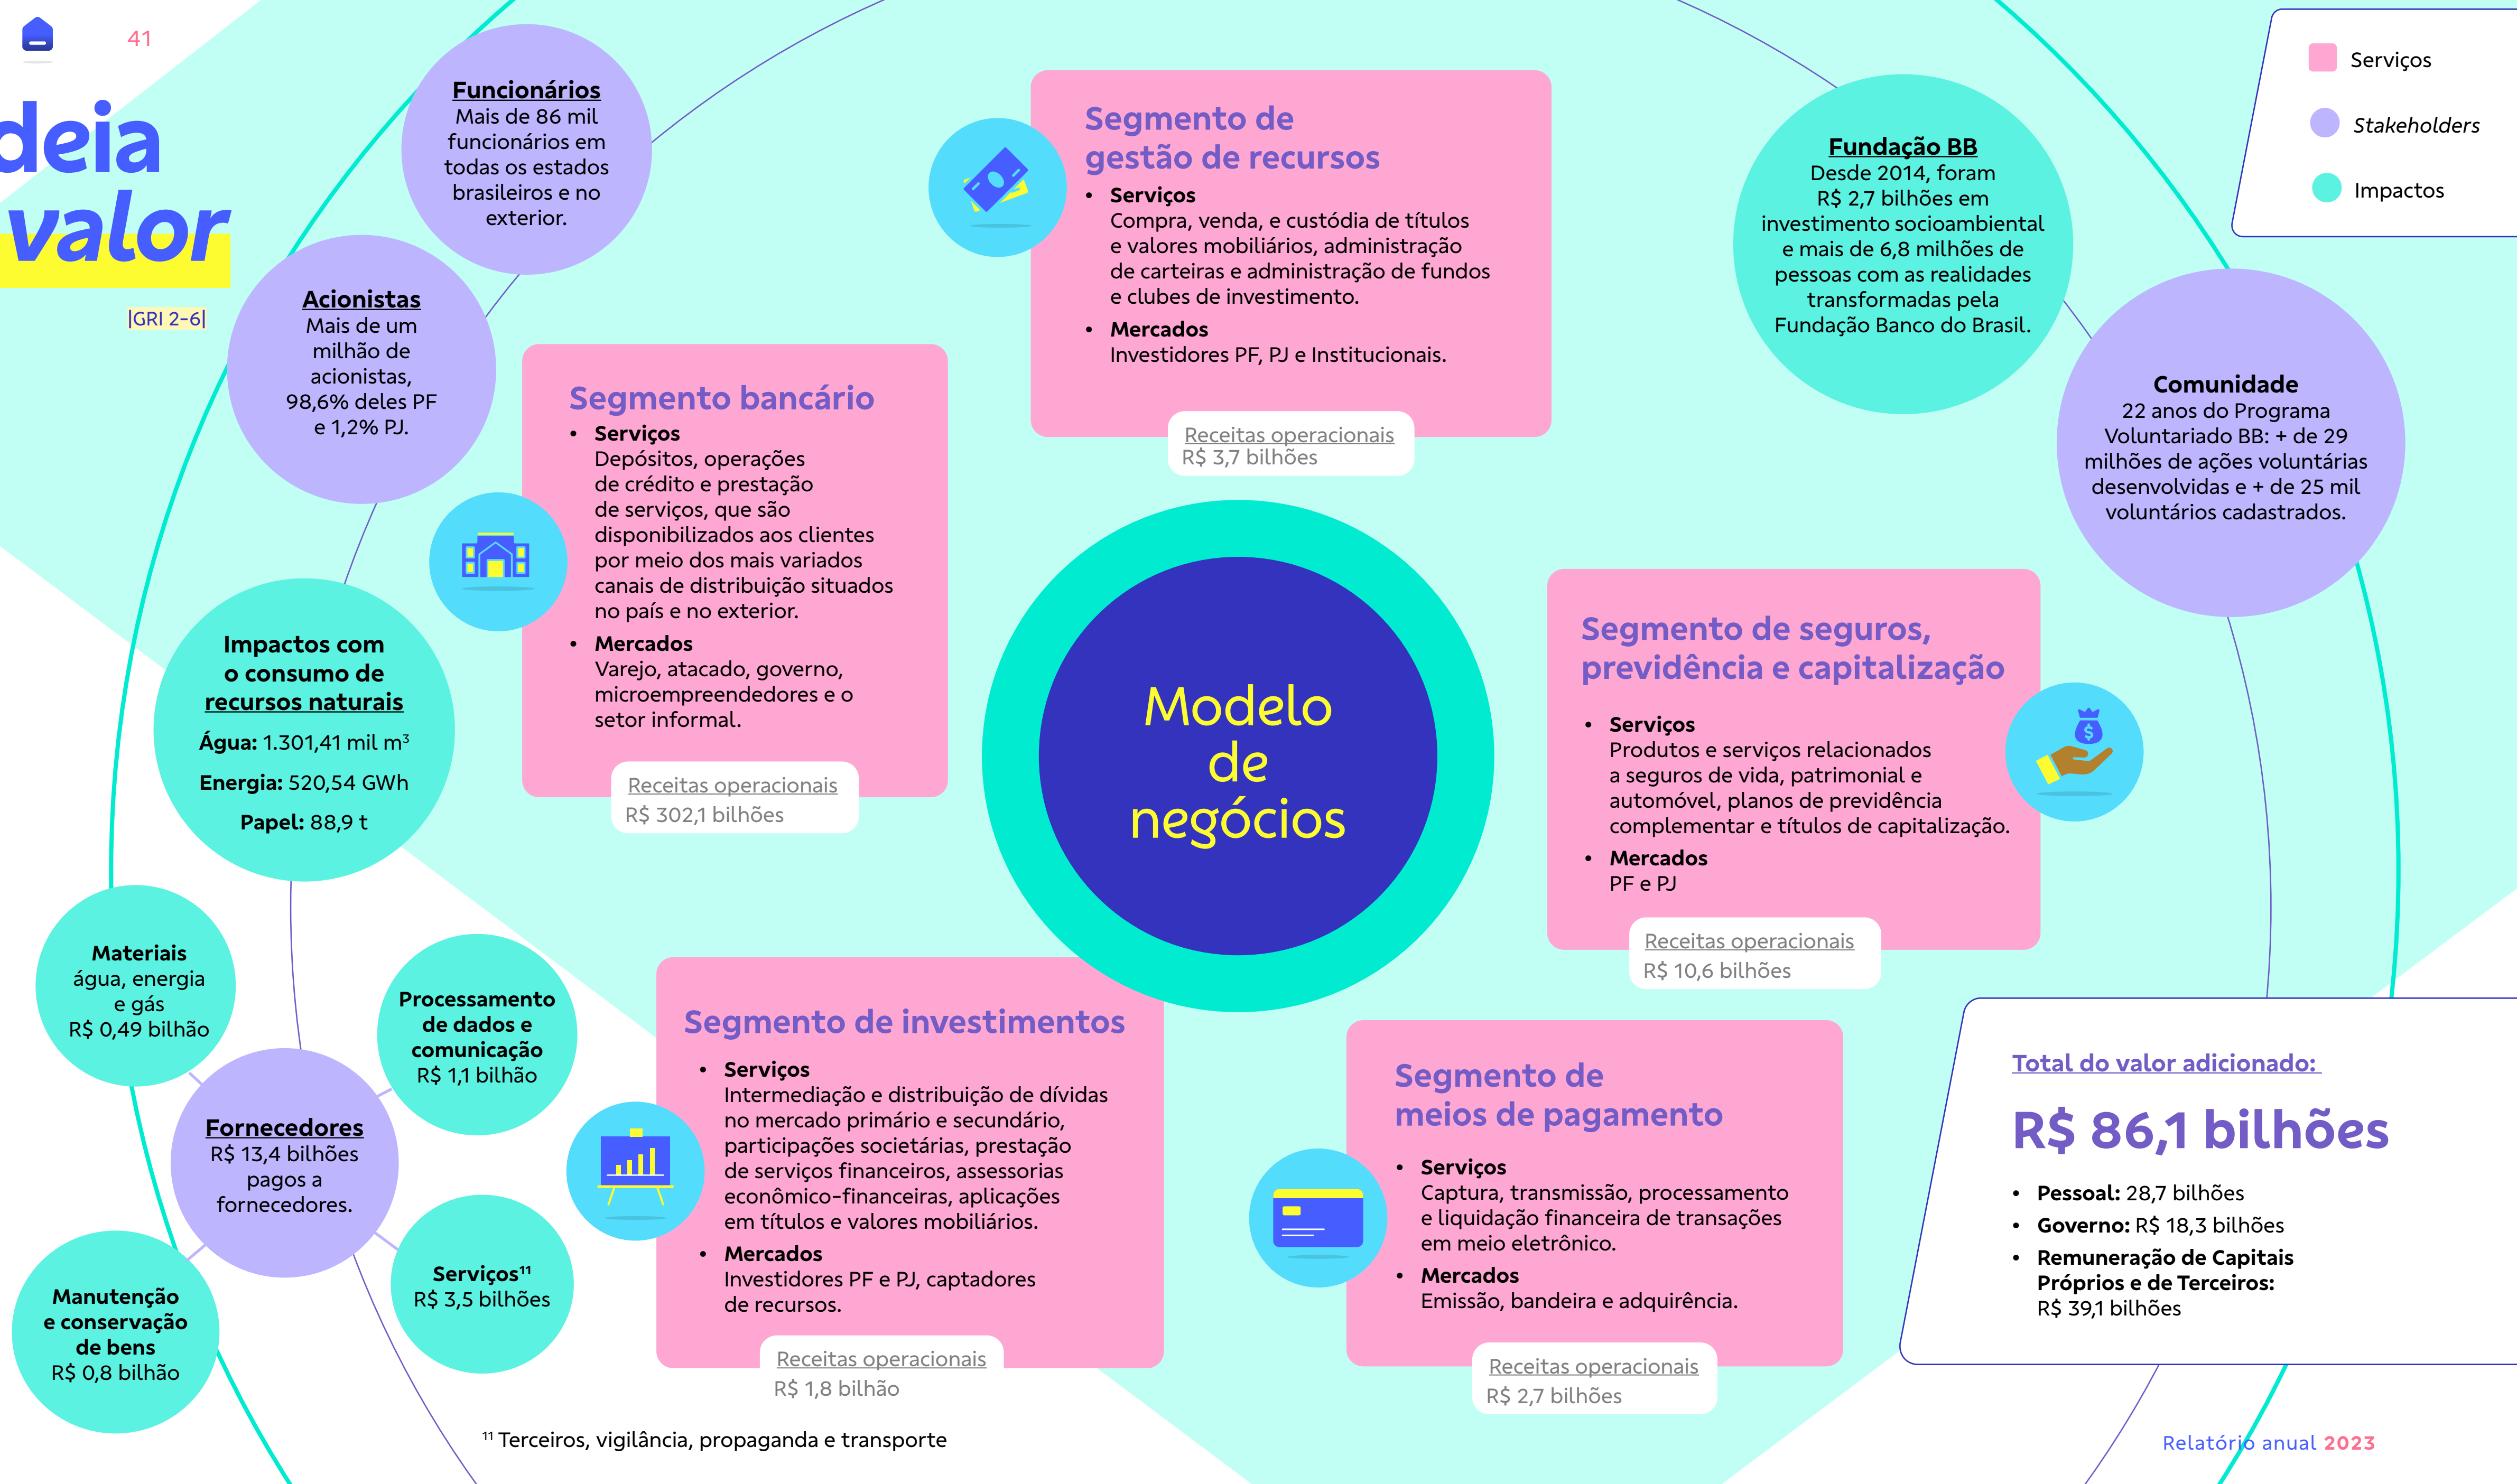 41
deia
valor
|GRI 2-6|
Funcionários
Mais de 86 mil
funcionários em
todas os estados
brasileiros e no
exterior.
Acionistas
Mais de um
milhão de
acionistas,
98,6% deles PF
e 1,2% PJ.
Impactos com
o consumo de
recursos naturais
Água: 1.301,41 mil m³
Energia: 520,54 GWh
Papel: 88,9 t
Materiais
água, energia
e gás
R$ 0,49 bilhão
Processamento
de dados e
comunicação
R$ 1,1 bilhão
Fornecedores
R$ 13,4 bilhões
pagos a
fornecedores.
Serviços¹¹
R$ 3,5 bilhões
Manutenção
e conservação
de bens
R$ 0,8 bilhão
Segmento bancário
• Serviços
Depósitos, operações
de crédito e prestação
de serviços, que são
disponibilizados aos clientes
por meio dos mais variados
canais de distribuição situados
no país e no exterior.
• Mercados
Varejo, atacado, governo,
microempreendedores e o
setor informal.
Receitas operacionais
R$ 302,1 bilhões
Segmento de
gestão de recursos
• Serviços
Compra, venda, e custódia de títulos
e valores mobiliários, administração
de carteiras e administração de fundos
e clubes de investimento.
• Mercados
Investidores PF, PJ e Institucionais.
Receitas operacionais
R$ 3,7 bilhões
Modelo
de
negócios
Segmento de investimentos
• Serviços
Intermediação e distribuição de dívidas
no mercado primário e secundário,
participações societárias, prestação
de serviços financeiros, assessorias
econômico-financeiras, aplicações
em títulos e valores mobiliários.
• Mercados
Investidores PF e PJ, captadores
de recursos.
Receitas operacionais
R$ 1,8 bilhão
Segmento de
meios de pagamento
• Serviços
Captura, transmissão, processamento
e liquidação financeira de transações
em meio eletrônico.
• Mercados
Emissão, bandeira e adquirência.
Receitas operacionais
R$ 2,7 bilhões
Segmento de seguros,
previdência e capitalização
• Serviços
Produtos e serviços relacionados
a seguros de vida, patrimonial e
automóvel, planos de previdência
complementar e títulos de capitalização.
• Mercados
PF e PJ
Receitas operacionais
R$ 10,6 bilhões
Fundação BB
Desde 2014, foram
R$ 2,7 bilhões em
investimento socioambiental
e mais de 6,8 milhões de
pessoas com as realidades
transformadas pela
Fundação Banco do Brasil.
Comunidade
22 anos do Programa
Voluntariado BB: + de 29
milhões de ações voluntárias
desenvolvidas e + de 25 mil
voluntários cadastrados.
Serviços
Stakeholders
Impactos
Total do valor adicionado:
R$ 86,1 bilhões
• Pessoal: 28,7 bilhões
• Governo: R$ 18,3 bilhões
• Remuneração de Capitais
Próprios e de Terceiros:
R$ 39,1 bilhões
¹¹ Terceiros, vigilância, propaganda e transporte
Relatório anual 2023